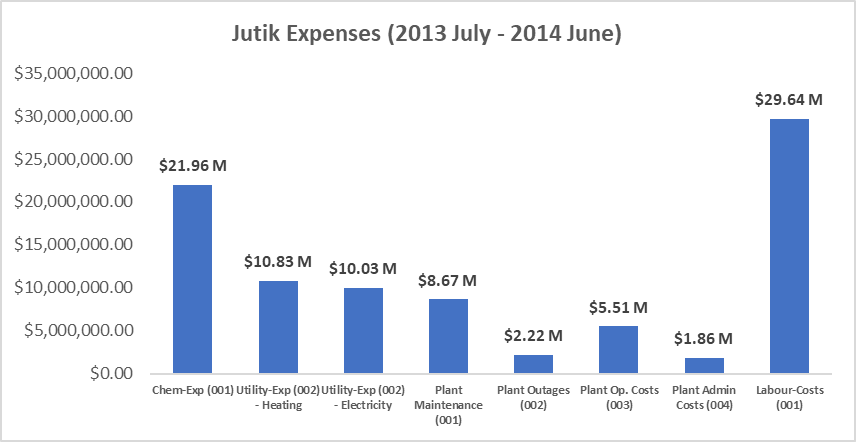 Jutik Expenses (2013 July - 2014 June)
$35,000,000.00
$30,000,000.00
$25,000,000.00
$20,000,000.00
$15,000,000.00
$10,000,000.00
$5,000,000.00
$0.00
$21.96 M
$10.83 M
$10.03 M
$8.67 M
$2.22 M
$5.51 M
$1.86 M
$29.64 M
Chem-Exp (001)
Utility-Exp (002)
- Heating
Utility-Exp (002)
- Electricity
Plant
Maintenance
(001)
Plant Outages
(002)
Plant Op. Costs
(003)
Plant Admin
Costs (004)
Labour-Costs
(001)